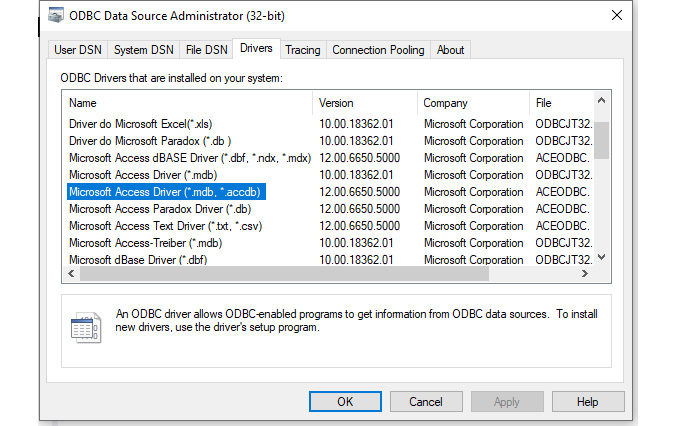 ODBC Data Source Administrator (32-bit)
User DSN System DSN File DSN Drivers Tracing Connection Pooling About
ODBC Drivers that are installed on your system:
Name Version Company File
Driver do Microsoft Excel(*.xls) 10.00.18362.01 Microsoft Corporation ODBCJT32.
Driver do Microsoft Paradox (*.db ) 10.00.18362.01 Microsoft Corporation ODBCJT32.
Microsoft Access dBASE Driver (*.dbf, *.ndx, *.mdx) 12.00.6650.5000 Microsoft Corporation ACEODBC.
Microsoft Access Driver (*.mdb) 10.00.18362.01 Microsoft Corporation ODBCJT32.
Microsoft Access Driver (*.mdb, *.accdb) 12.00.6650.5000 Microsoft Corporation ACEODBC.
Microsoft Access Paradox Driver (*.db) 12.00.6650.5000 Microsoft Corporation ACEODBC.
Microsoft Access Text Driver (*.txt, *.csv) 12.00.6650.5000 Microsoft Corporation ACEODBC.
Microsoft Access-Treiber (*.mdb) 10.00.18362.01 Microsoft Corporation ODBCJT32.
Microsoft dBase Driver (*.dbf) 10.00.18362.01 Microsoft Corporation ODBCJT32.
An ODBC driver allows ODBC-enabled programs to get information from ODBC data sources. To install
new drivers, use the driver's setup program.
OK Cancel Apply Help